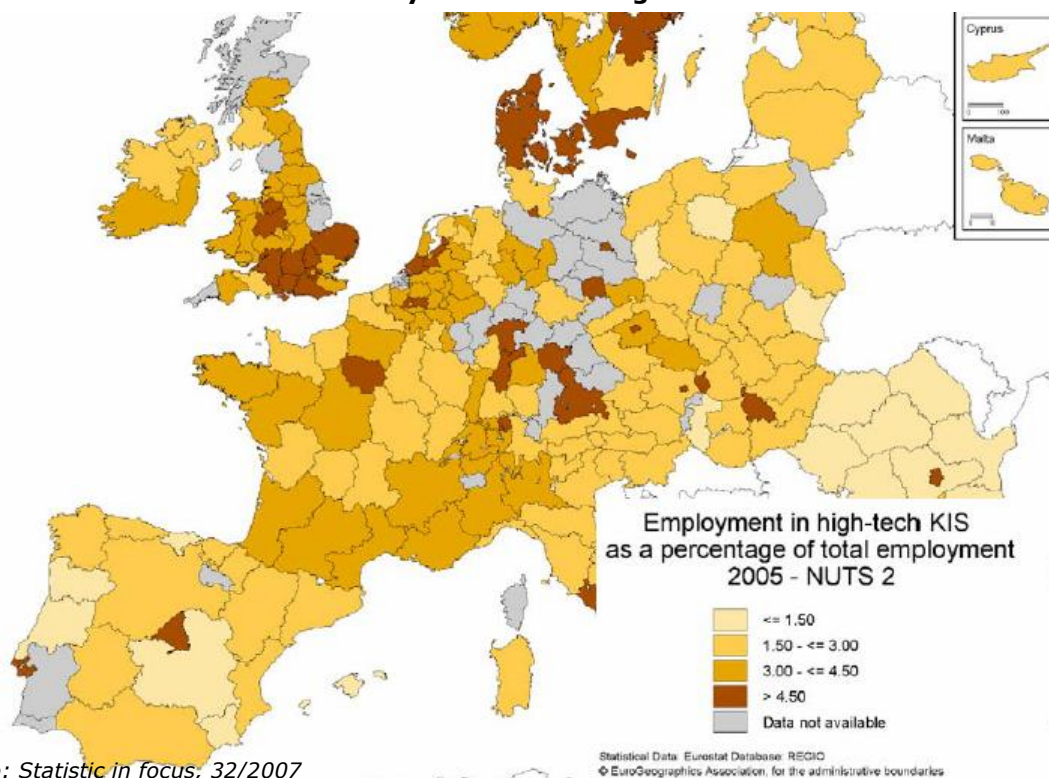 Cyprus
0 100
Malta
Employment in high-tech KIS
as a percentage of total employment
2005 - NUTS 2
<= 1.50
1.50 - <= 3.00
3.00 - <= 4.50
> 4.50
Data not available
Statistical Data: Eurostat Database: REGIO
© EuroGeographics Association, for the administrative boundaries
: Statistic in focus; 32/2007